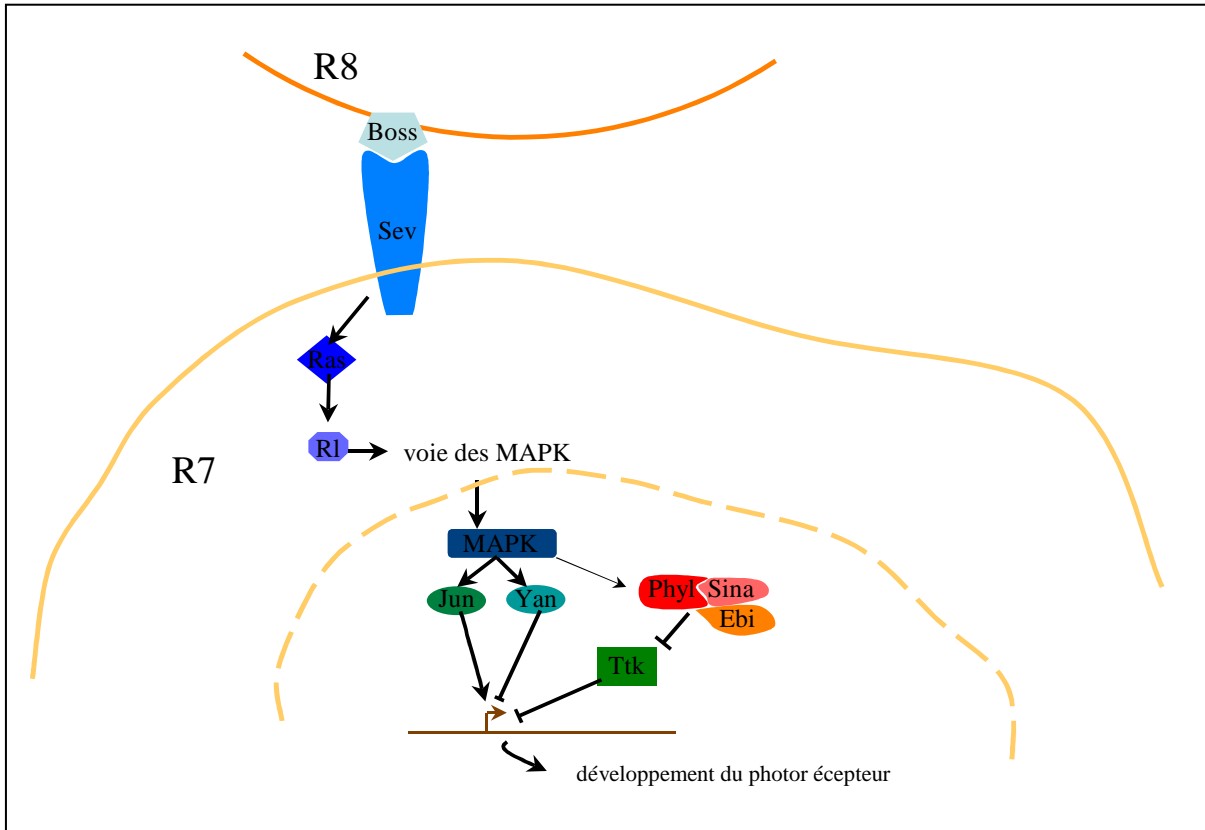 R8
Boss
Sev
Ras
Rl
voie des MAPK
R7
MAPK
Jun
Yan
Phyl
Sina
Ebi
Ttk
développement du photor écepteur